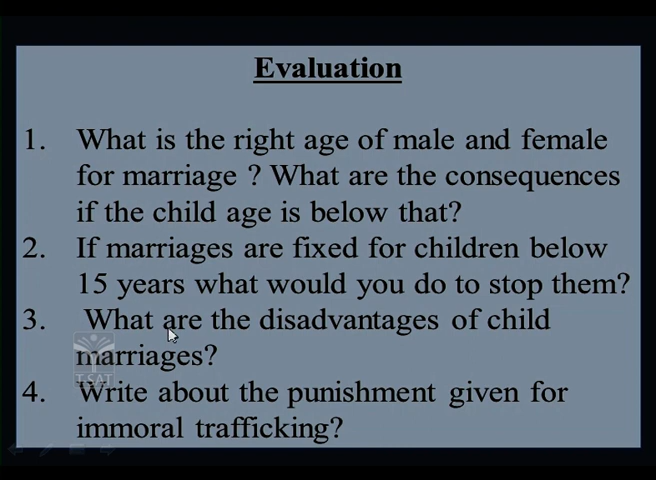 Evaluation
1. What is the right age of male and female
for marriage ? What are the consequences
if the child age is below that?
2. If marriages are fixed for children below
15 years what would you do to stop them?
3. What are the disadvantages of child
marriages?
T-SAT
4. Write about the punishment given for
immoral trafficking?